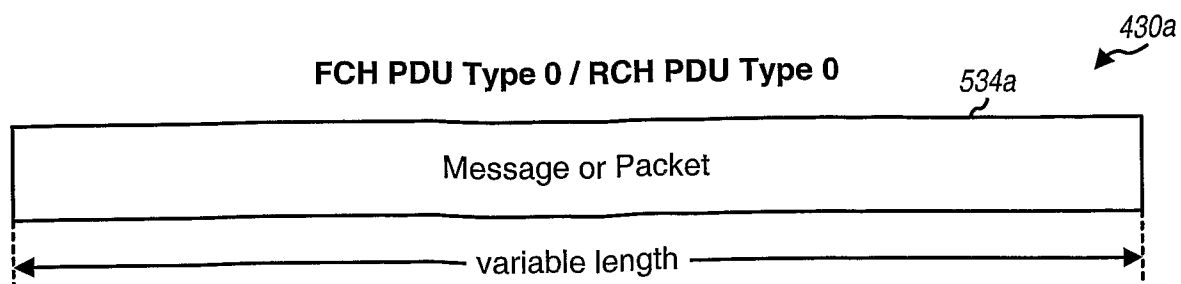 430a
FCH PDU Type 0 / RCH PDU Type 0
534a
Message or Packet
variable length